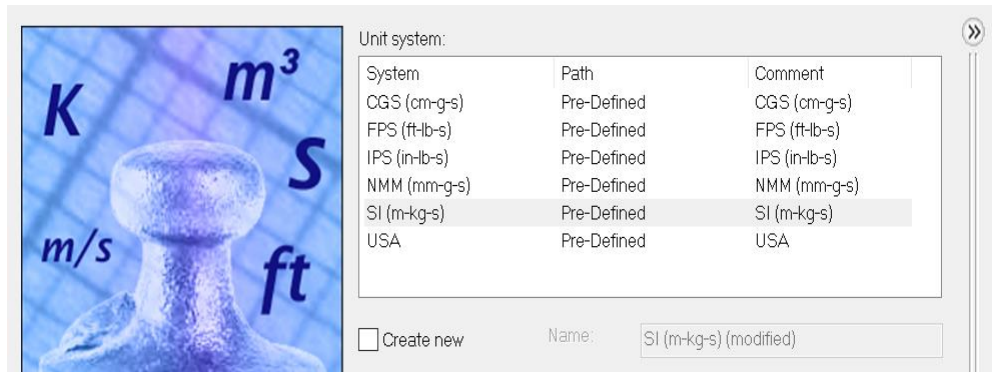 K
m³
S
m/s
ft
Unit system:
System Path Comment
CGS (cm-g-s) Pre-Defined CGS (cm-g-s)
FPS (ft-lb-s) Pre-Defined FPS (ft-lb-s)
IPS (in-lb-s) Pre-Defined IPS (in-lb-s)
NMM (mm-g-s) Pre-Defined NMM (mm-g-s)
SI (m-kg-s) Pre-Defined SI (m-kg-s)
USA Pre-Defined USA
Create new Name: SI (m-kg-s) (modified)